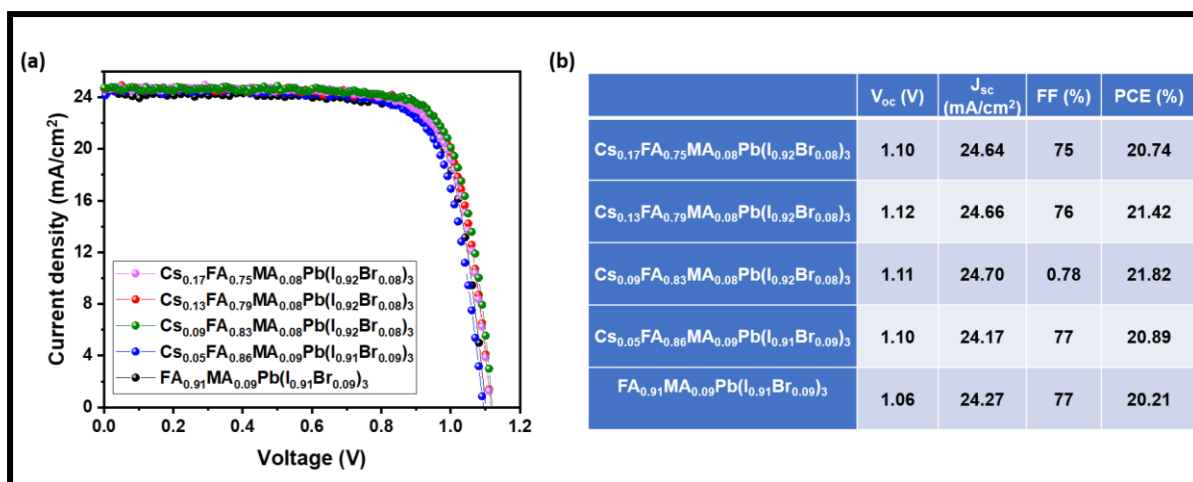 (a)
Current density (mA/cm²)
24
20
16
12
8
4
0
Cs₀.₁₇FA₀.₇₅MA₀.₀₈Pb(I₀.₉₂Br₀.₀₈)₃
Cs₀.₁₃FA₀.₇₉MA₀.₀₈Pb(I₀.₉₂Br₀.₀₈)₃
Cs₀.₀₉FA₀.₈₃MA₀.₀₈Pb(I₀.₉₂Br₀.₀₈)₃
Cs₀.₀₅FA₀.₈₆MA₀.₀₉Pb(I₀.₉₁Br₀.₀₉)₃
FA₀.₉₁MA₀.₀₉Pb(I₀.₉₁Br₀.₀₉)₃
0.0 0.2 0.4 0.6 0.8 1.0 1.2
Voltage (V)
(b)
Vₒc (V) Jsc (mA/cm²) FF (%) PCE (%)
Cs₀.₁₇FA₀.₇₅MA₀.₀₈Pb(I₀.₉₂Br₀.₀₈)₃ 1.10 24.64 75 20.74
Cs₀.₁₃FA₀.₇₉MA₀.₀₈Pb(I₀.₉₂Br₀.₀₈)₃ 1.12 24.66 76 21.42
Cs₀.₀₉FA₀.₈₃MA₀.₀₈Pb(I₀.₉₂Br₀.₀₈)₃ 1.11 24.70 0.78 21.82
Cs₀.₀₅FA₀.₈₆MA₀.₀₉Pb(I₀.₉₁Br₀.₀₉)₃ 1.10 24.17 77 20.89
FA₀.₉₁MA₀.₀₉Pb(I₀.₉₁Br₀.₀₉)₃ 1.06 24.27 77 20.21